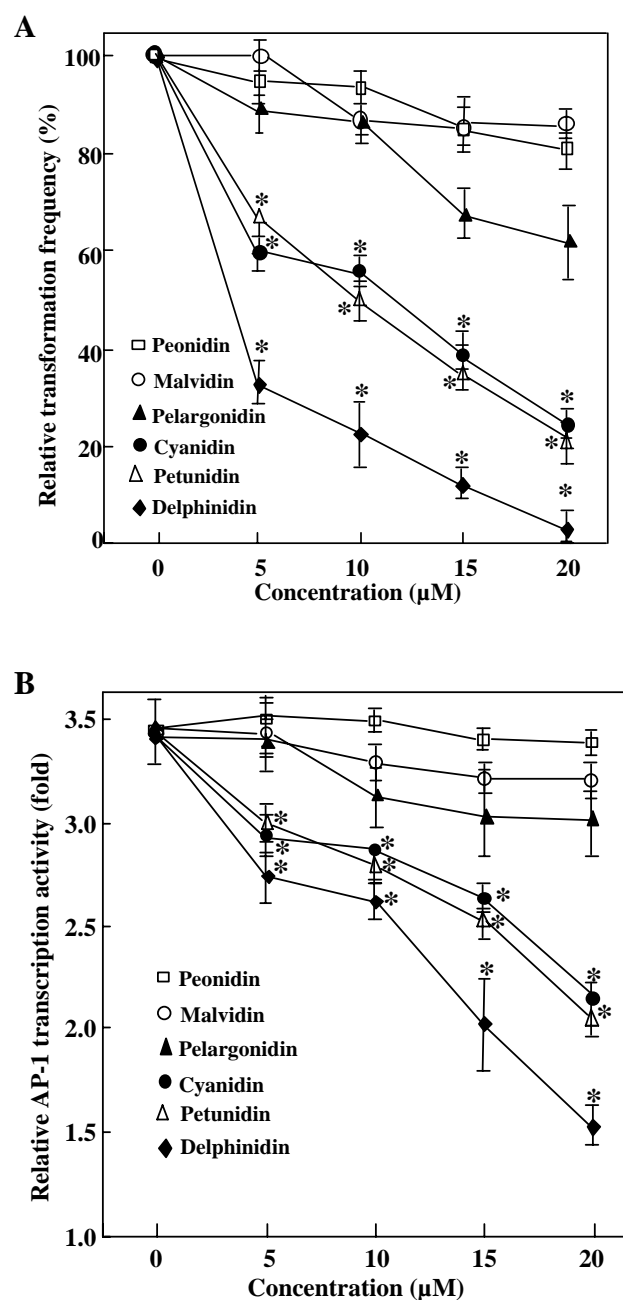 A
Relative transformation frequency (%)
100
80
60
40
20
0
* * * * * * * * * * * *
Peonidin
Malvidin
Pelargonidin
Cyanidin
Petunidin
Delphinidin
0 5 10 15 20
Concentration (µM)
B
Relative AP-1 transcription activity (fold)
3.5
3.0
2.5
2.0
1.5
1.0
* * * * * * * * * * * *
Peonidin
Malvidin
Pelargonidin
Cyanidin
Petunidin
Delphinidin
0 5 10 15 20
Concentration (µM)